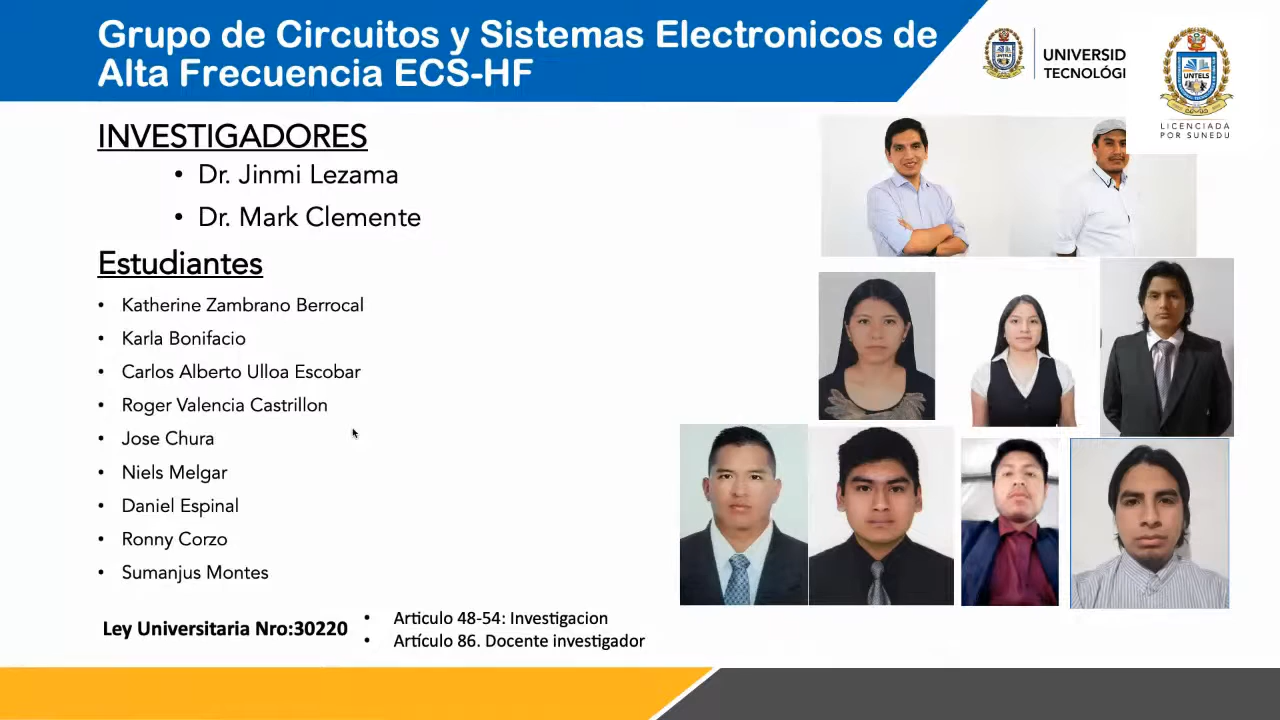 Grupo de Circuitos y Sistemas Electronicos de
Alta Frecuencia ECS-HF
UNIVERSID
TECNOLÓGI
UNTELS
LICENCIADA
POR SUNEDU
INVESTIGADORES
• Dr. Jinmi Lezama
• Dr. Mark Clemente
Estudiantes
• Katherine Zambrano Berrocal
• Karla Bonifacio
• Carlos Alberto Ulloa Escobar
• Roger Valencia Castrillon
• Jose Chura
• Niels Melgar
• Daniel Espinal
• Ronny Corzo
• Sumanjus Montes
Ley Universitaria Nro:30220
• Artículo 48-54: Investigacion
• Artículo 86. Docente investigador